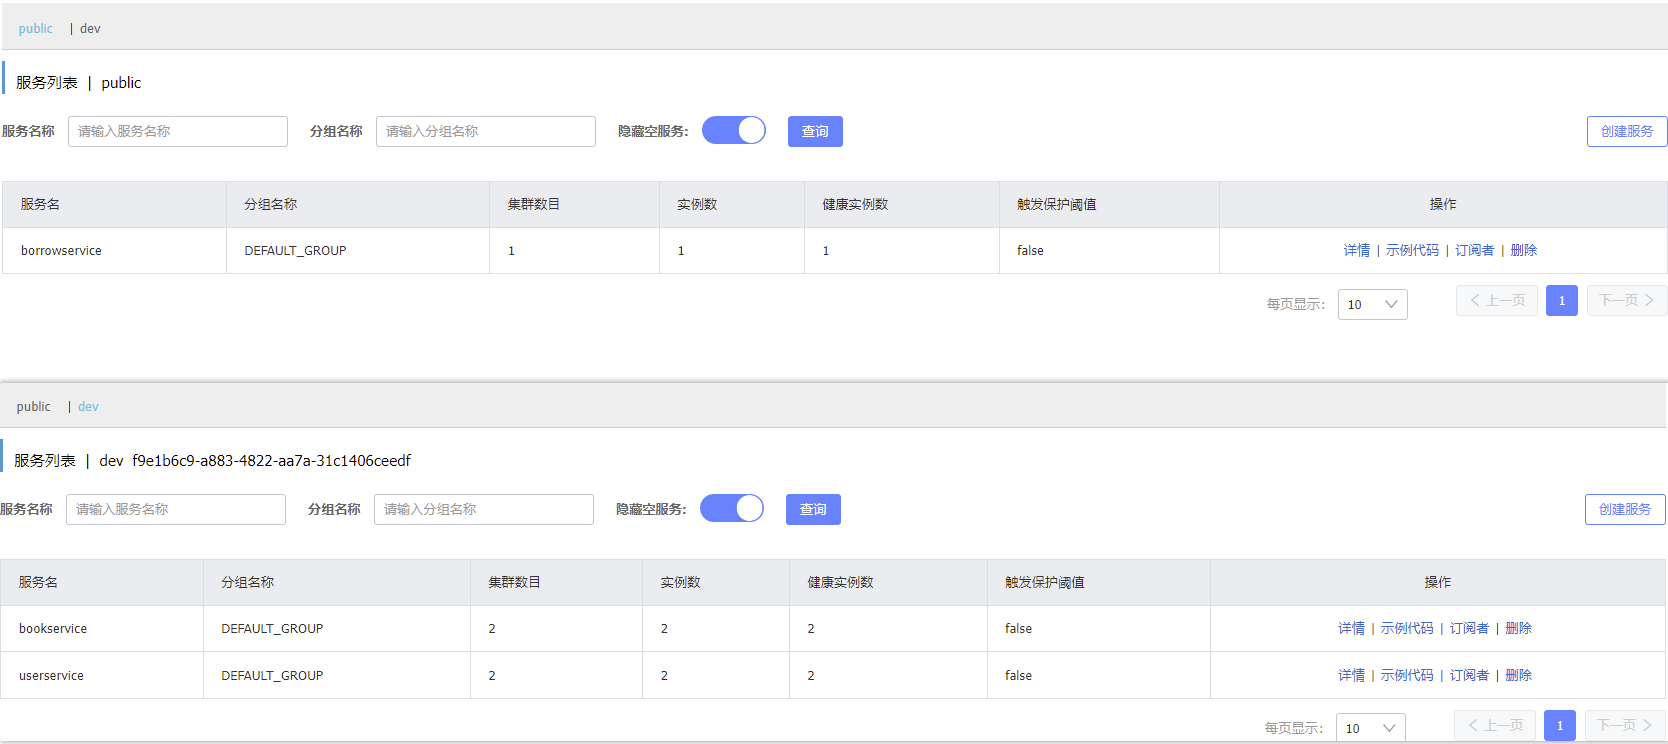 public | dev
服务列表 | public
服务名称 请输入服务名称 分组名称 请输入分组名称 隐藏空服务: 查询 创建服务
服务名 分组名称 集群数目 实例数 健康实例数 触发保护阈值 操作
borrowservice DEFAULT_GROUP 1 1 1 false 详情 | 示例代码 | 订阅者 | 删除
每页显示: 10 上一页 1 下一页
public | dev
服务列表 | dev f9e1b6c9-a883-4822-aa7a-31c1406ceedf
服务名称 请输入服务名称 分组名称 请输入分组名称 隐藏空服务: 查询 创建服务
服务名 分组名称 集群数目 实例数 健康实例数 触发保护阈值 操作
bookservice DEFAULT_GROUP 2 2 2 false 详情 | 示例代码 | 订阅者 | 删除
userservice DEFAULT_GROUP 2 2 2 false 详情 | 示例代码 | 订阅者 | 删除
每页显示: 10 上一页 1 下一页